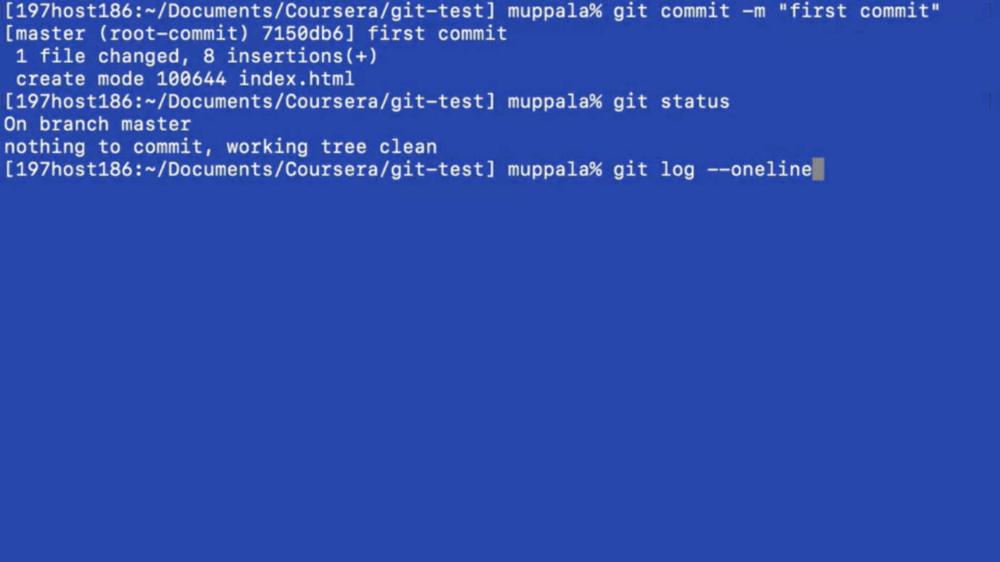 [197host186:~/Documents/Coursera/git-test] muppala% git commit -m "first commit"
[master (root-commit) 7150db6] first commit
 1 file changed, 8 insertions(+)
 create mode 100644 index.html
[197host186:~/Documents/Coursera/git-test] muppala% git status
On branch master
nothing to commit, working tree clean
[197host186:~/Documents/Coursera/git-test] muppala% git log --oneline